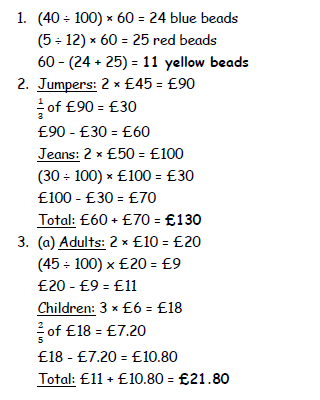 1. (40 ÷ 100) × 60 = 24 blue beads
(5 ÷ 12) × 60 = 25 red beads
60 – (24 + 25) = 11 yellow beads
2. Jumpers: 2 × £45 = £90
1/3 of £90 = £30
£90 - £30 = £60
Jeans: 2 × £50 = £100
(30 ÷ 100) × £100 = £30
£100 - £30 = £70
Total: £60 + £70 = £130
3. (a) Adults: 2 × £10 = £20
(45 ÷ 100) x £20 = £9
£20 - £9 = £11
Children: 3 × £6 = £18
2/5 of £18 = £7.20
£18 - £7.20 = £10.80
Total: £11 + £10.80 = £21.80